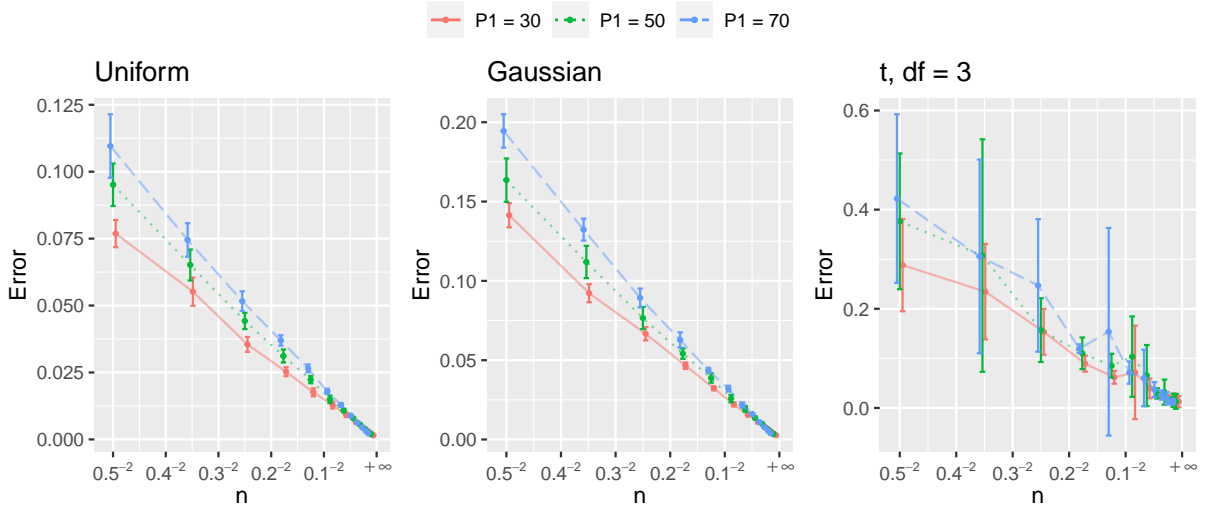 P1 = 30 P1 = 50 P1 = 70
Uniform
0.125
0.100
0.075
0.050
0.025
0.000
Error
0.5⁻² 0.4⁻² 0.3⁻² 0.2⁻² 0.1⁻² +∞
n
Gaussian
0.20
0.15
0.10
0.05
0.00
Error
0.5⁻² 0.4⁻² 0.3⁻² 0.2⁻² 0.1⁻² +∞
n
t, df = 3
0.6
0.4
0.2
0.0
Error
0.5⁻² 0.4⁻² 0.3⁻² 0.2⁻² 0.1⁻² +∞
n